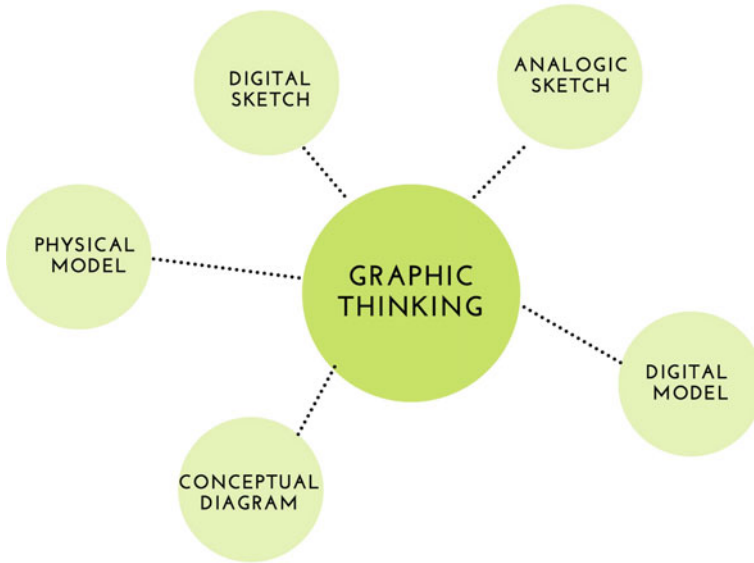 DIGITAL
SKETCH
ANALOGIC
SKETCH
PHYSICAL
MODEL
GRAPHIC
THINKING
DIGITAL
MODEL
CONCEPTUAL
DIAGRAM